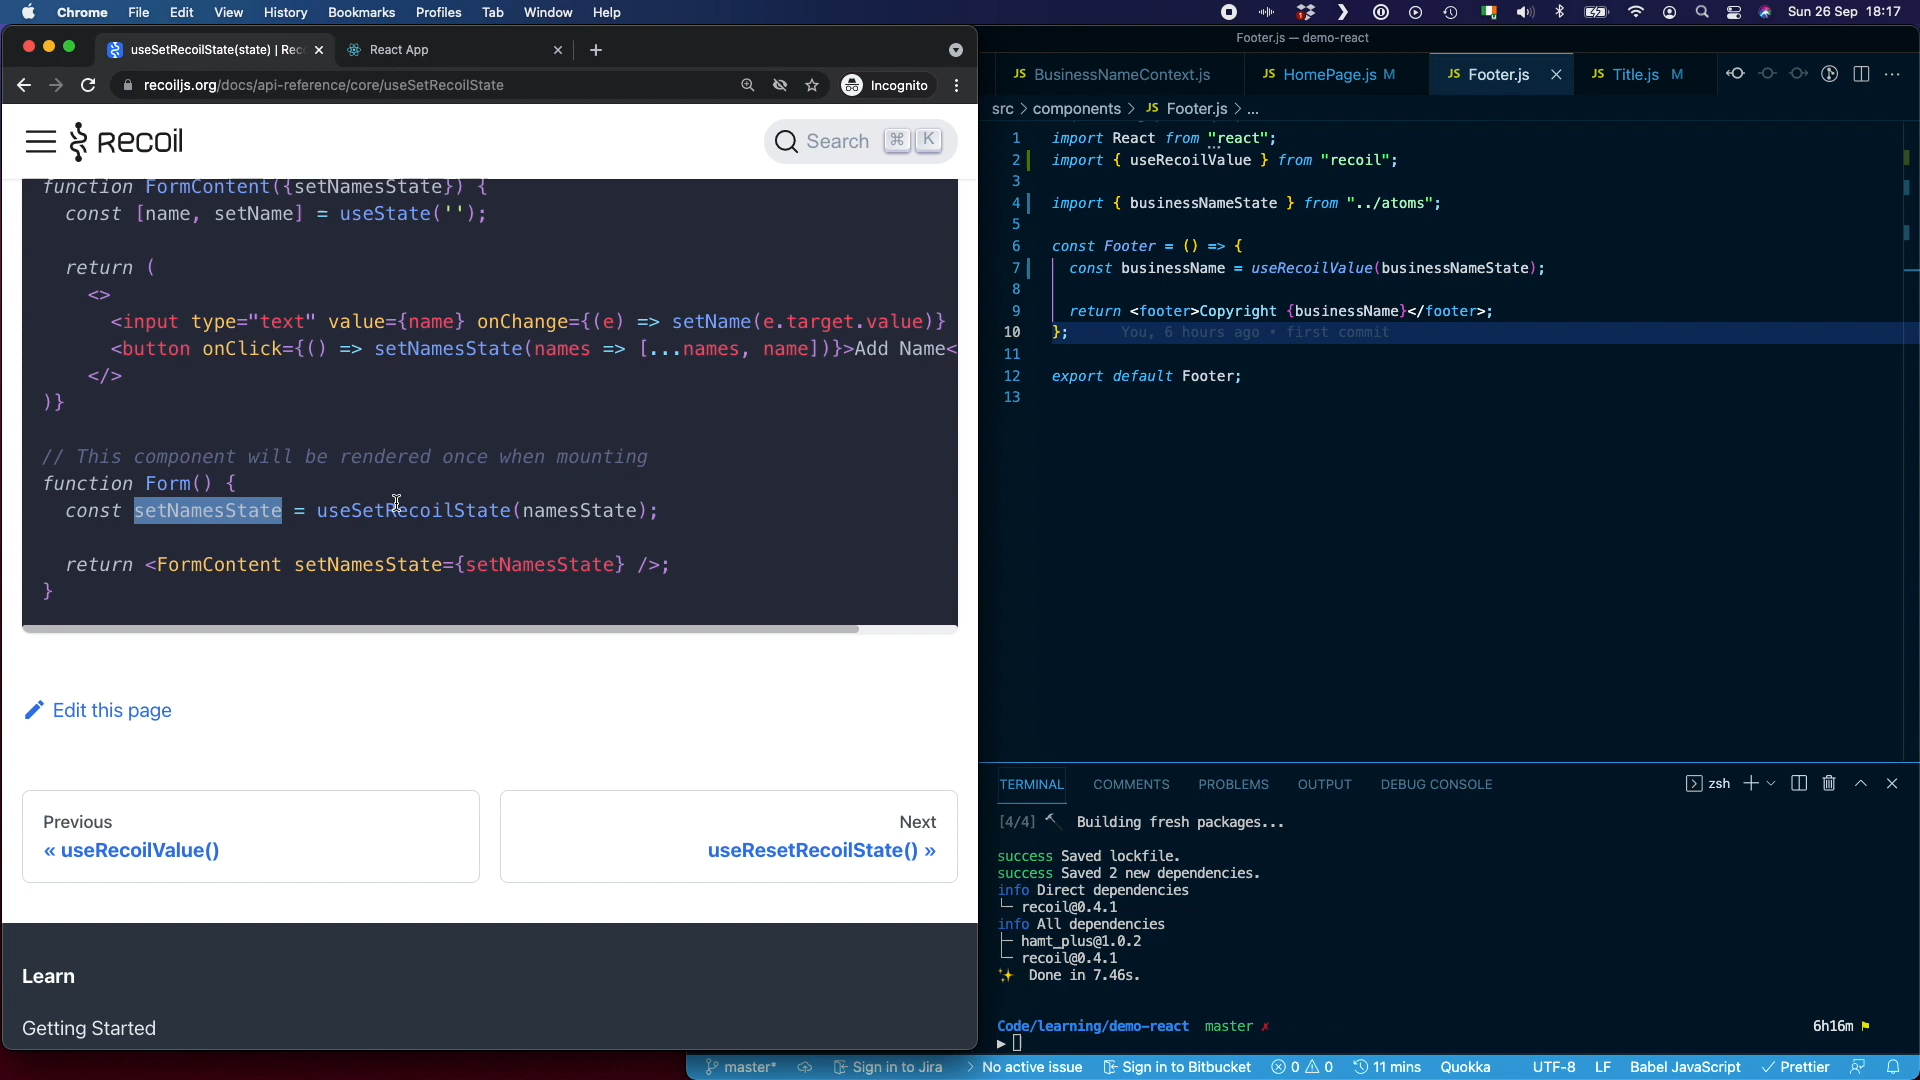 Chrome File Edit View History Bookmarks Profiles Tab Window Help
Sun 26 Sep 18:17
useSetRecoilState(state) | Rec
React App
recoiljs.org/docs/api-reference/core/useSetRecoilState
Incognito
Recoil
Search ⌘ K
function FormContent({setNamesState}) {
const [name, setName] = useState('');
return (
<>
<input type="text" value={name} onChange={(e) => setName(e.target.value)}
<button onClick={() => setNamesState(names => [...names, name])}>Add Name<
</>
)}
// This component will be rendered once when mounting
function Form() {
const setNamesState = useSetRecoilState(namesState);
return <FormContent setNamesState={setNamesState} />;
}
Edit this page
Previous
« useRecoilValue()
Next
useResetRecoilState() »
Learn
Getting Started
Footer.js — demo-react
JS BusinessNameContext.js
JS HomePage.js M
JS Footer.js
JS Title.js M
src > components > JS Footer.js > ...
1 import React from "react";
2 import { useRecoilValue } from "recoil";
3
4 import { businessNameState } from "../atoms";
5
6 const Footer = () => {
7 const businessName = useRecoilValue(businessNameState);
8
9 return <footer>Copyright {businessName}</footer>;
10 }; You, 6 hours ago • first commit
11
12 export default Footer;
13
TERMINAL COMMENTS PROBLEMS OUTPUT DEBUG CONSOLE
zsh
[4/4] 🔨 Building fresh packages...
success Saved lockfile.
success Saved 2 new dependencies.
info Direct dependencies
└─ recoil@0.4.1
info All dependencies
├─ hamt_plus@1.0.2
└─ recoil@0.4.1
✨ Done in 7.46s.
Code/learning/demo-react master ✗
6h16m
master* Sign in to Jira No active issue Sign in to Bitbucket 0 0 11 mins Quokka UTF-8 LF Babel JavaScript Prettier